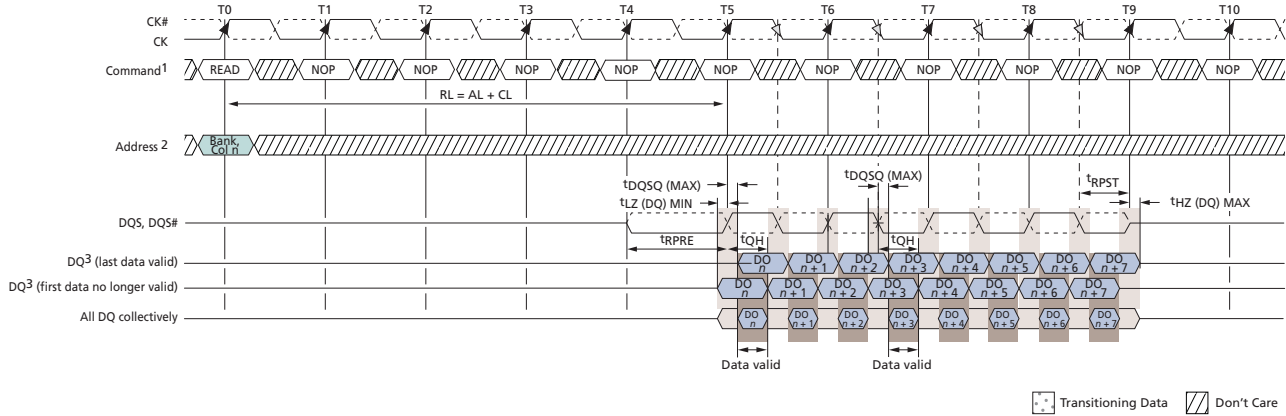 T0 T1 T2 T3 T4 T5 T6 T7 T8 T9 T10
CK#
CK
Command1 READ NOP NOP NOP NOP NOP NOP NOP NOP NOP NOP
RL = AL + CL
Address 2 Bank, Col n
tDQSQ (MAX) tDQSQ (MAX) tRPST
tLZ (DQ) MIN tHZ (DQ) MAX
DQS, DQS#
tRPRE tQH tQH
DQ3 (last data valid) DO n DO n + 1 DO n + 2 DO n + 3 DO n + 4 DO n + 5 DO n + 6 DO n + 7
DQ3 (first data no longer valid) DO n DO n + 1 DO n + 2 DO n + 3 DO n + 4 DO n + 5 DO n + 6 DO n + 7
All DQ collectively DO n DO n + 1 DO n + 2 DO n + 3 DO n + 4 DO n + 5 DO n + 6 DO n + 7
Data valid Data valid
Transitioning Data Don't Care